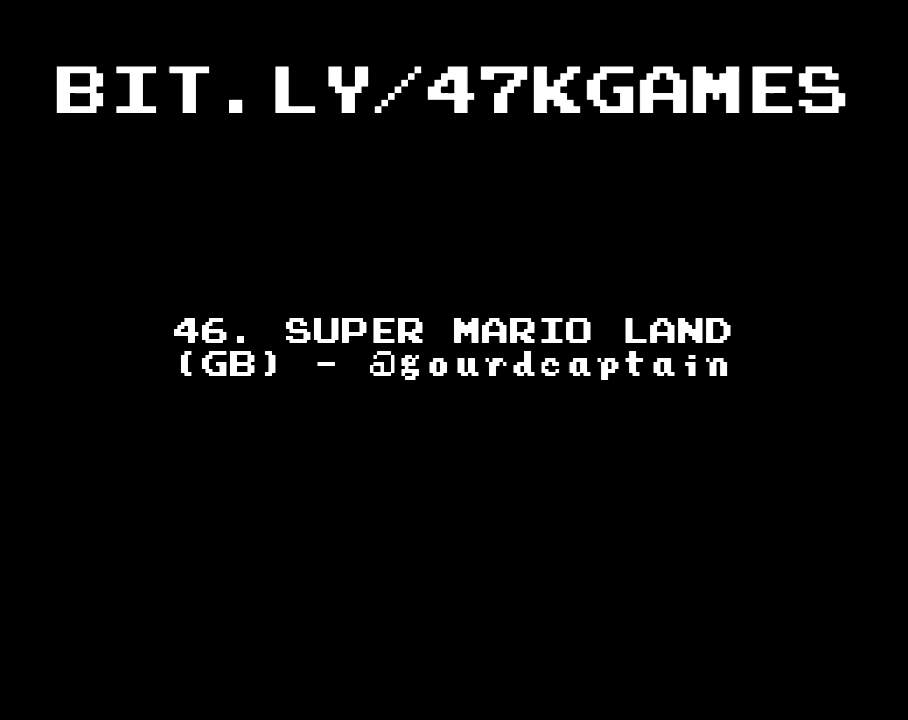 BIT.LY/47KGAMES
46. SUPER MARIO LAND
(GB) - @gourdcaptain